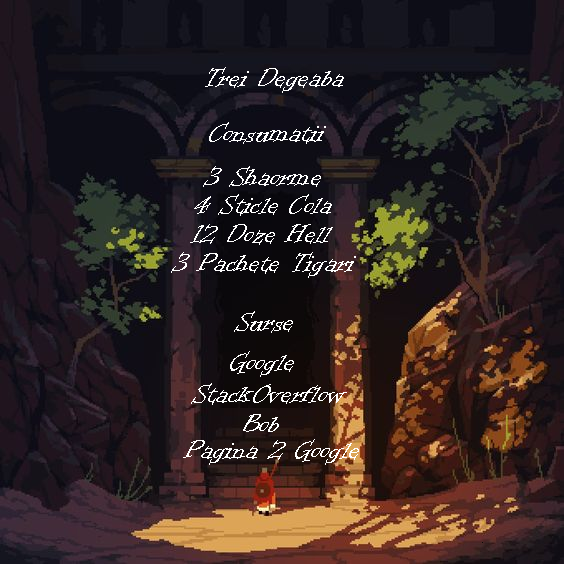 Trei Degeaba
Consumatii
3 Shaorme
4 Sticle Cola
12 Doze Hell
3 Pachete Tigari
Surse
Google
StackOverflow
Bob
Pagina 2 Google